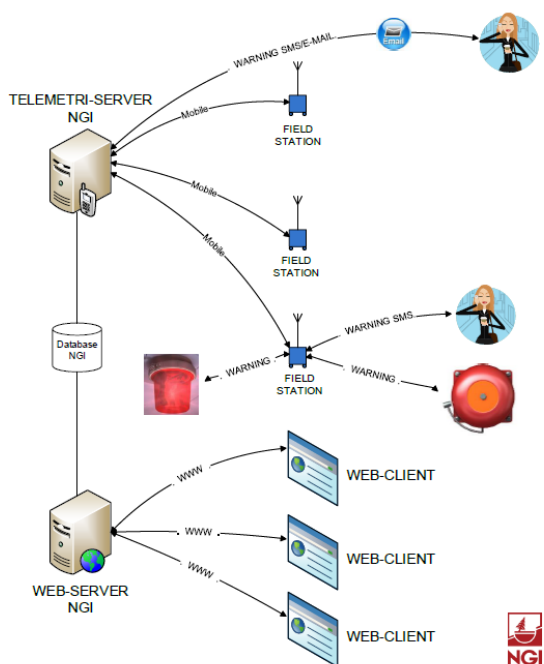 WARNING SMS/E-MAIL
Email
TELEMETRI-SERVER
NGI
Mobile
FIELD
STATION
Mobile
FIELD
STATION
Mobile
WARNING SMS
Database
NGI
WARNING
FIELD
STATION
WARNING
WWW
WEB-CLIENT
WWW
WEB-CLIENT
WEB-SERVER
NGI
WWW
WEB-CLIENT
NGI